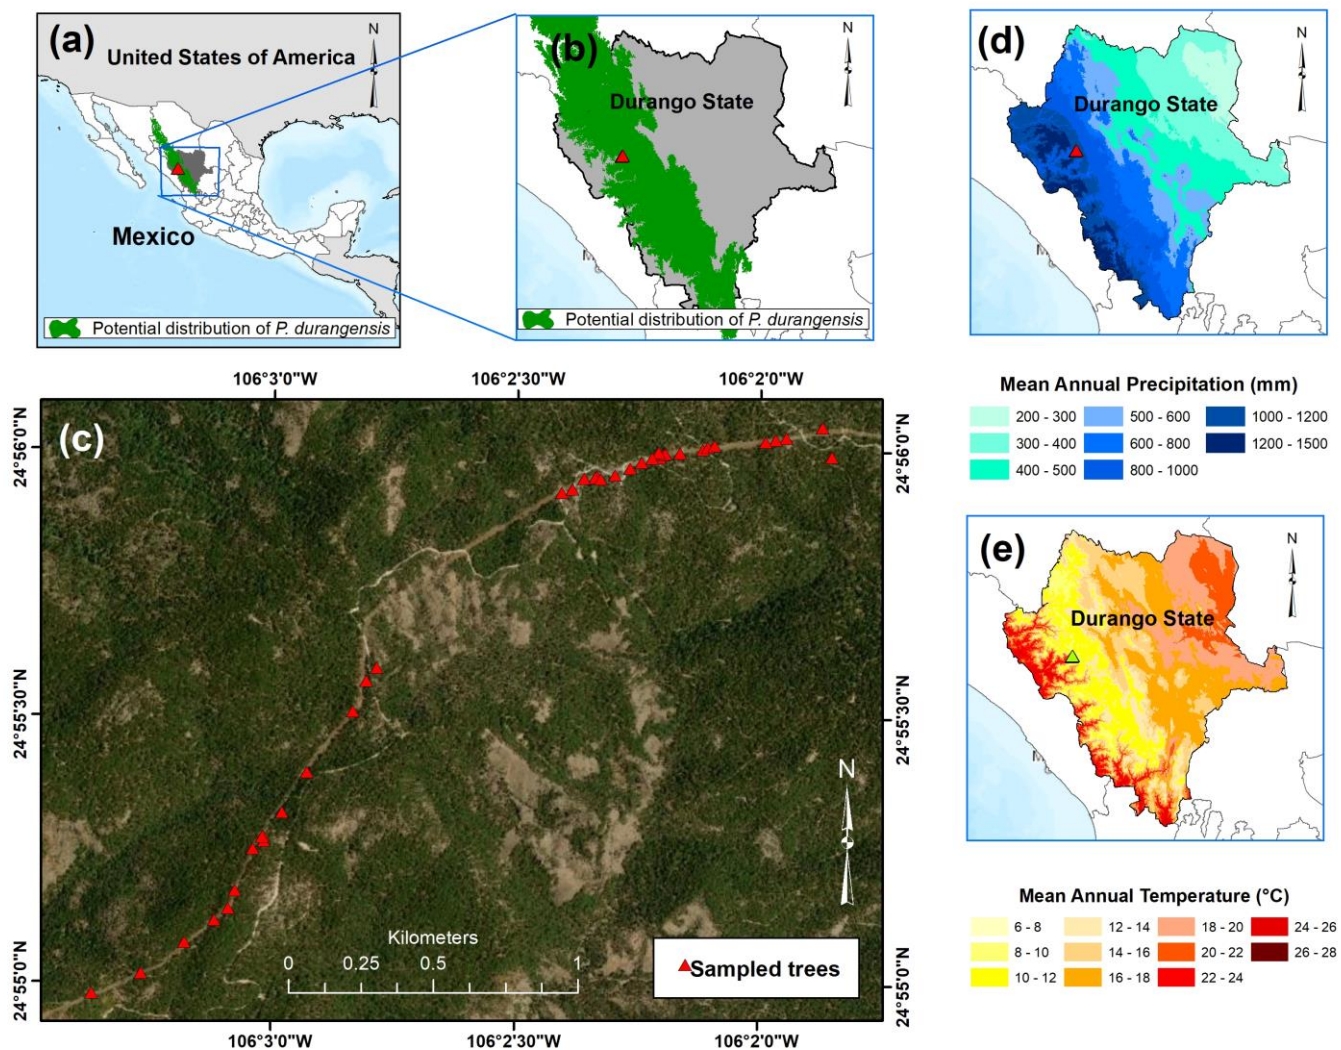 (a)
N
United States of America
Mexico
Potential distribution of P. durangensis
(b)
N
Durango State
Potential distribution of P. durangensis
(d)
N
Durango State
Mean Annual Precipitation (mm)
200 - 300
300 - 400
400 - 500
500 - 600
600 - 800
800 - 1000
1000 - 1200
1200 - 1500
106°3'0"W
106°2'30"W
106°2'0"W
(c)
24°56'0"N
24°55'30"N
24°55'0"N
24°56'0"N
24°55'30"N
24°55'0"N
N
Kilometers
0 0.25 0.5 1
Sampled trees
106°3'0"W
106°2'30"W
106°2'0"W
(e)
N
Durango State
Mean Annual Temperature (°C)
6 - 8
8 - 10
10 - 12
12 - 14
14 - 16
16 - 18
18 - 20
20 - 22
22 - 24
24 - 26
26 - 28